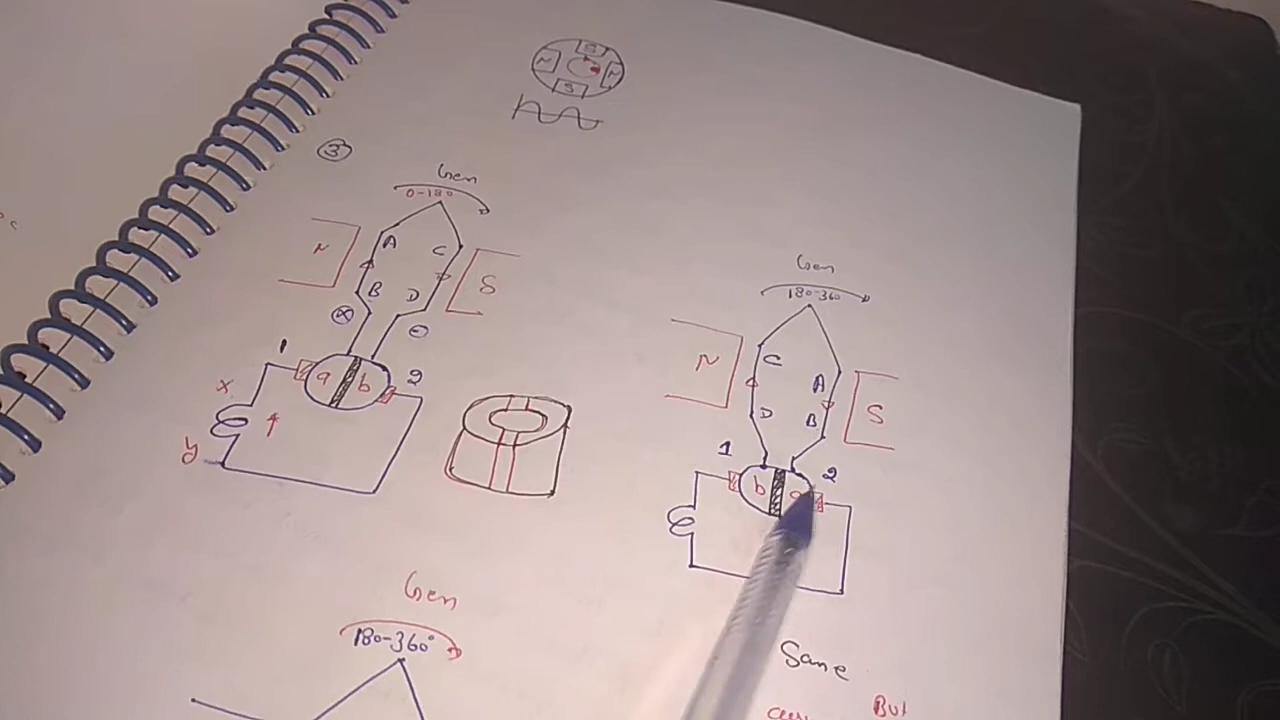 S
N N
S
3
Gen
0-180
A C
N S
B D
1
a b 2
x
y
Gen
180-360
C
N A S
D B
1 2
b a
Gen
180-360°
Same
But